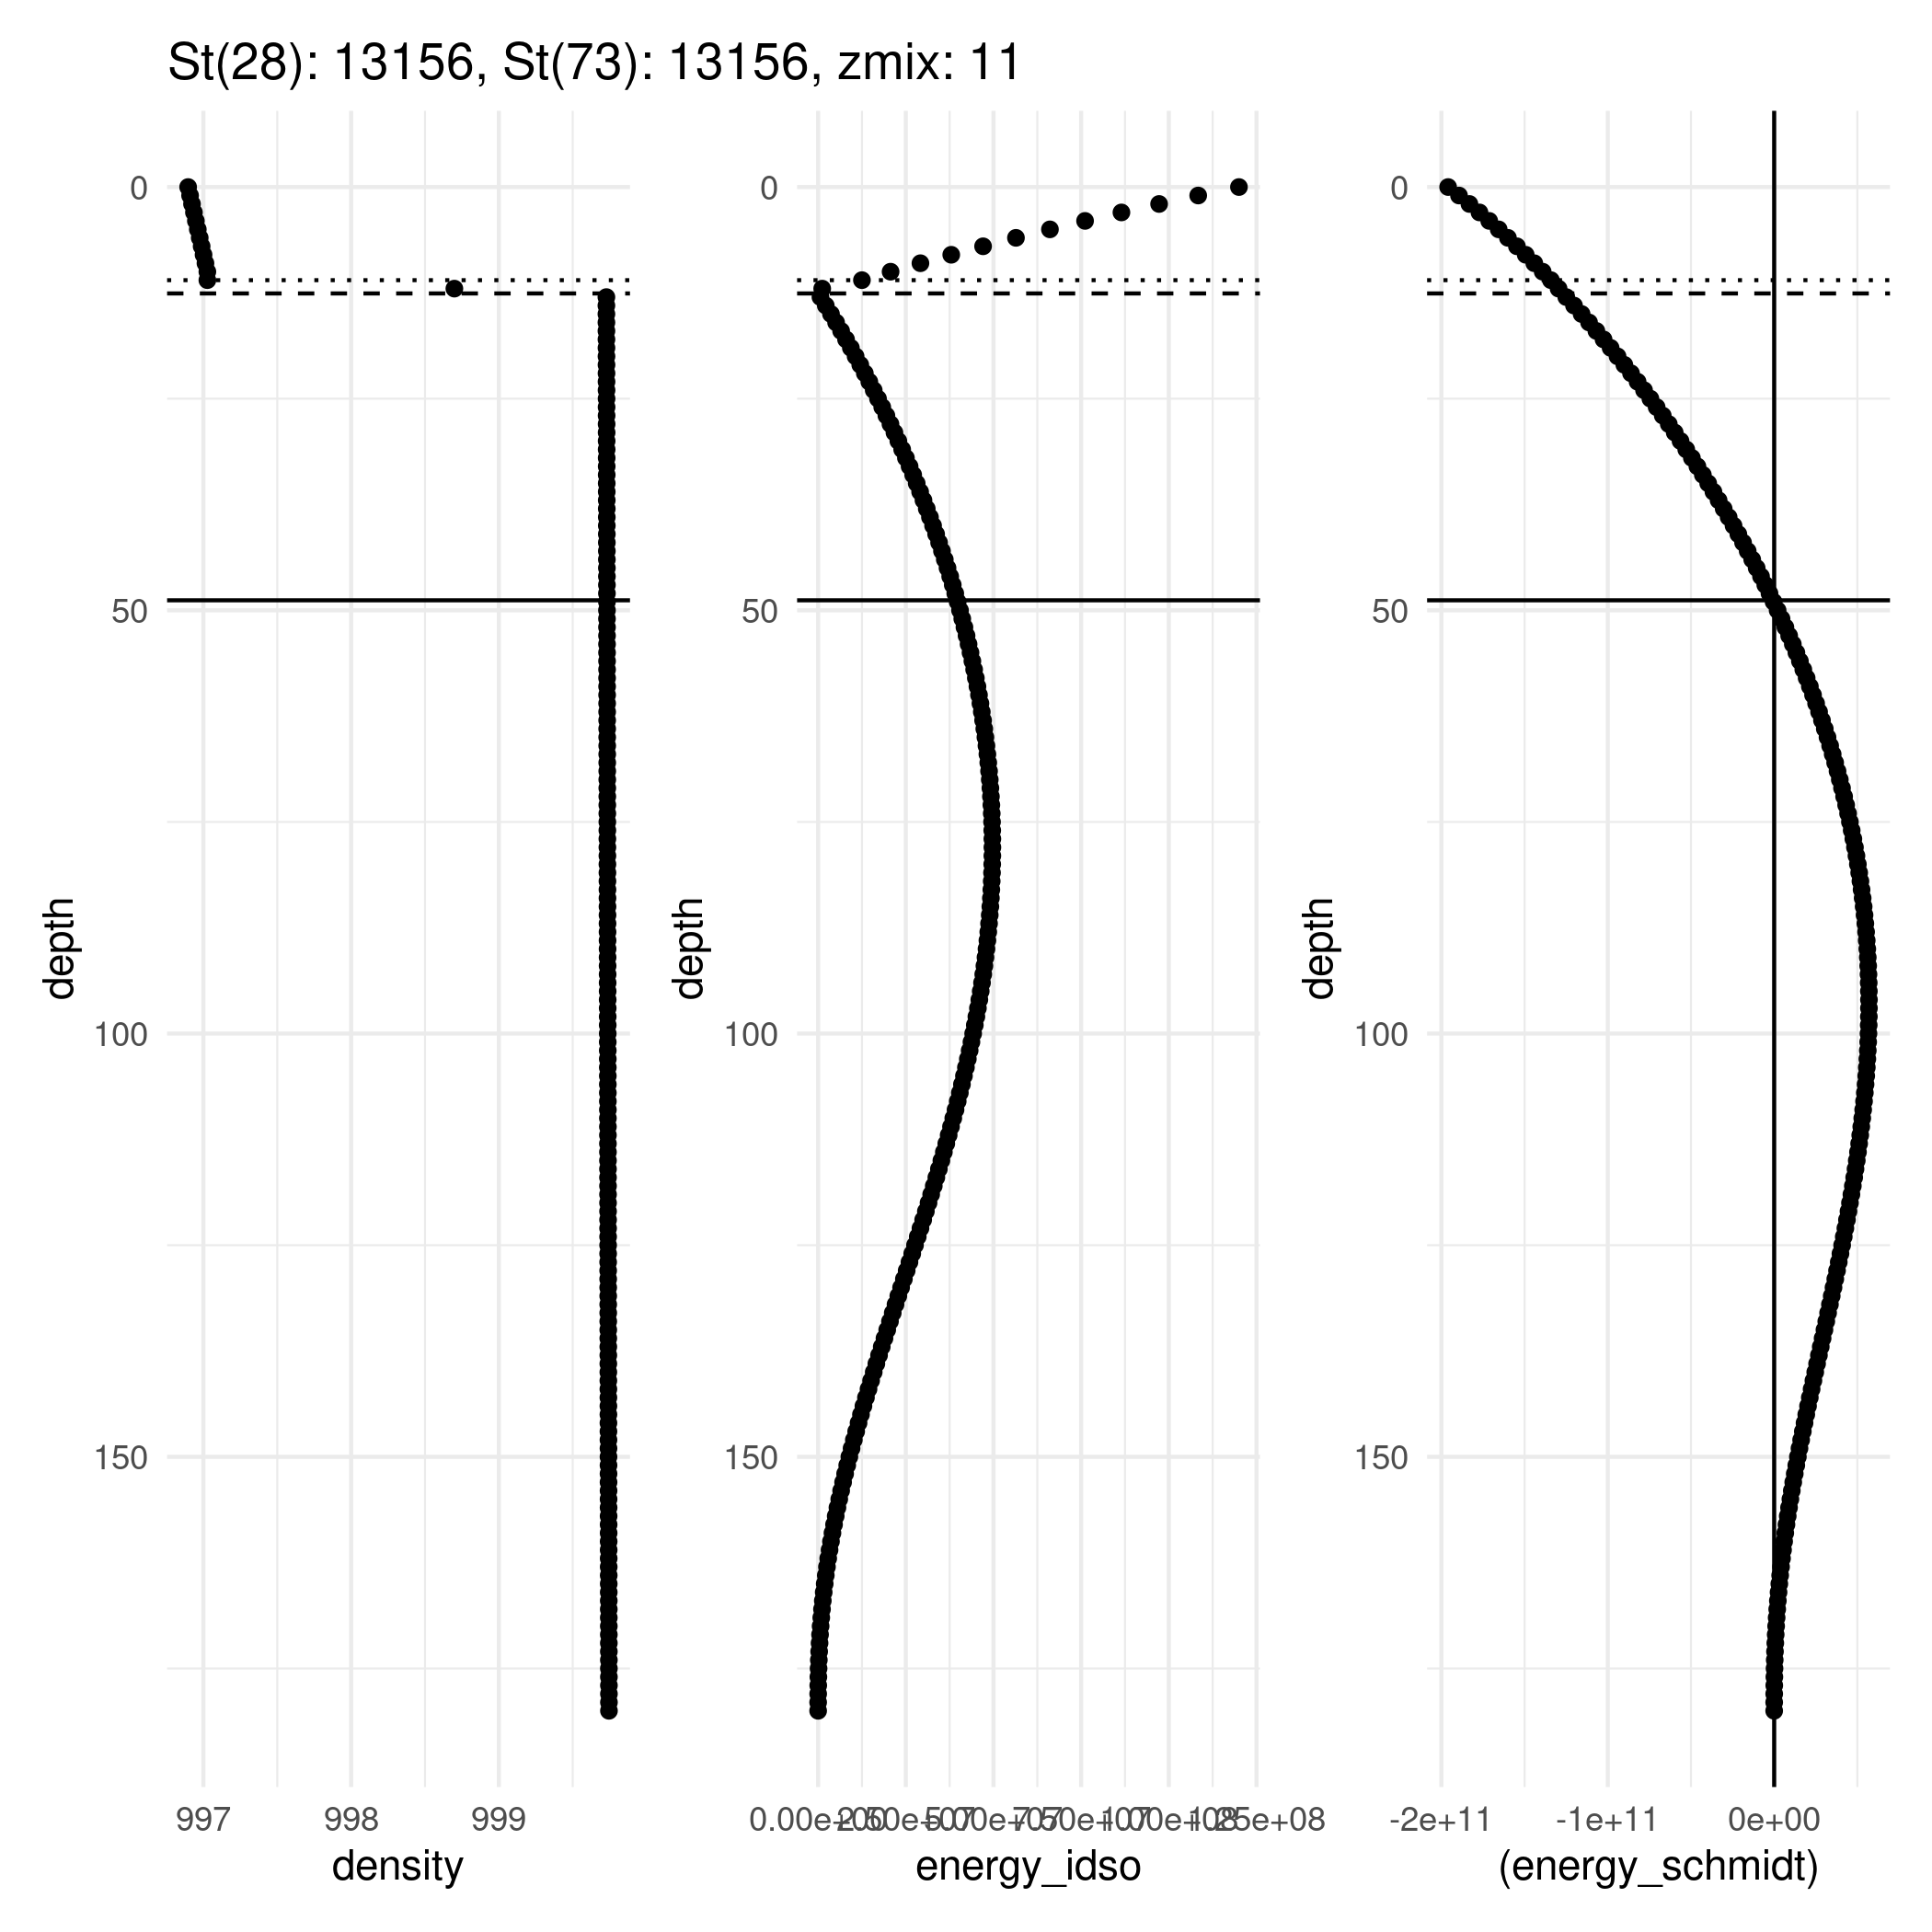 St(28): 13156, St(73): 13156, zmix: 11
0
50
100
150
depth
997 998 999
density
0
50
100
150
depth
0.00e+00 2.50e+07 5.00e+07 7.50e+07 1.00e+08 1.25e+08
energy_idso
0
50
100
150
depth
-2e+11 -1e+11 0e+00
(energy_schmidt)